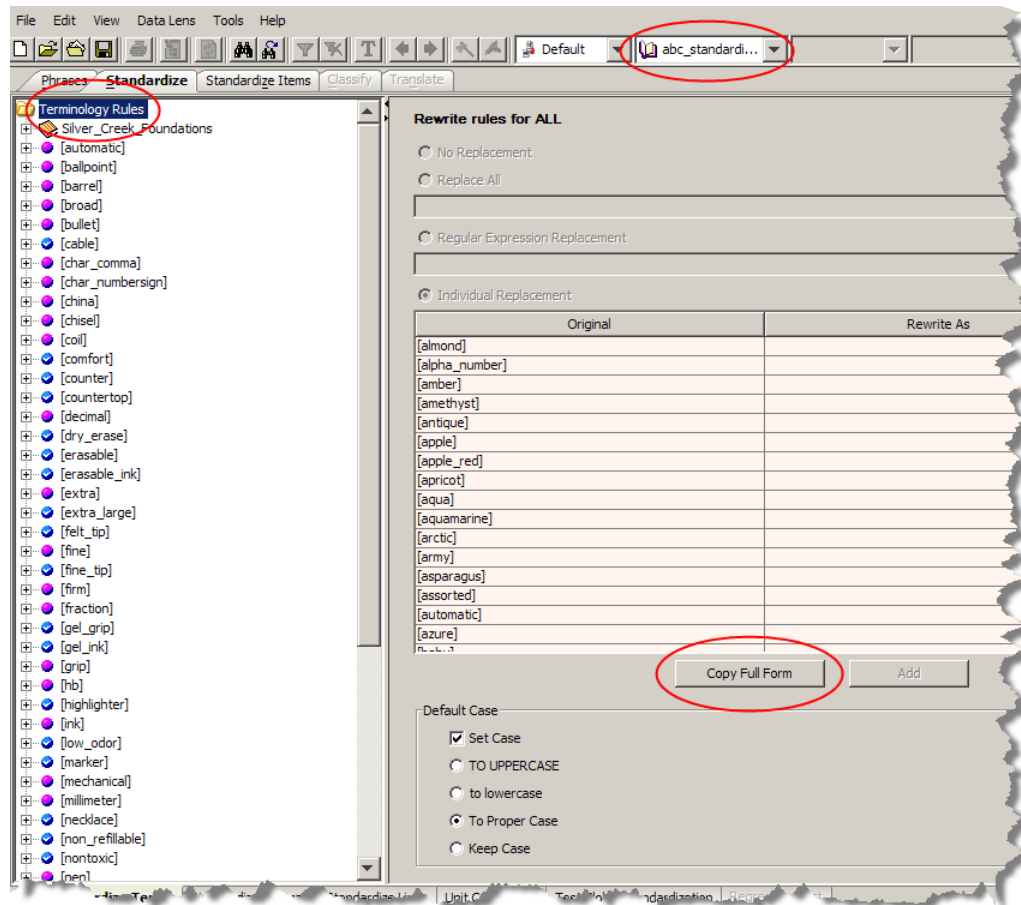 File Edit View Data Lens Tools Help
Default abc_standardi...
Phrases Standardize Standardize Items Classify Translate
Terminology Rules
Silver_Creek_Foundations
[automatic]
[ballpoint]
[barrel]
[broad]
[bullet]
[cable]
[char_comma]
[char_numbersign]
[china]
[chisel]
[coil]
[comfort]
[counter]
[countertop]
[decimal]
[dry_erase]
[erasable]
[erasable_ink]
[extra]
[extra_large]
[felt_tip]
[fine]
[fine_tip]
[firm]
[fraction]
[gel_grip]
[gel_ink]
[grip]
[hb]
[highlighter]
[ink]
[low_odor]
[marker]
[mechanical]
[millimeter]
[necklace]
[non_refillable]
[nontoxic]
[pen]
Rewrite rules for ALL
No Replacement
Replace All
Regular Expression Replacement
Individual Replacement
Original Rewrite As
[almond]
[alpha_number]
[amber]
[amethyst]
[antique]
[apple]
[apple_red]
[apricot]
[aqua]
[aquamarine]
[arctic]
[army]
[asparagus]
[assorted]
[automatic]
[azure]
Copy Full Form Add
Default Case
Set Case
TO UPPERCASE
to lowercase
To Proper Case
Keep Case